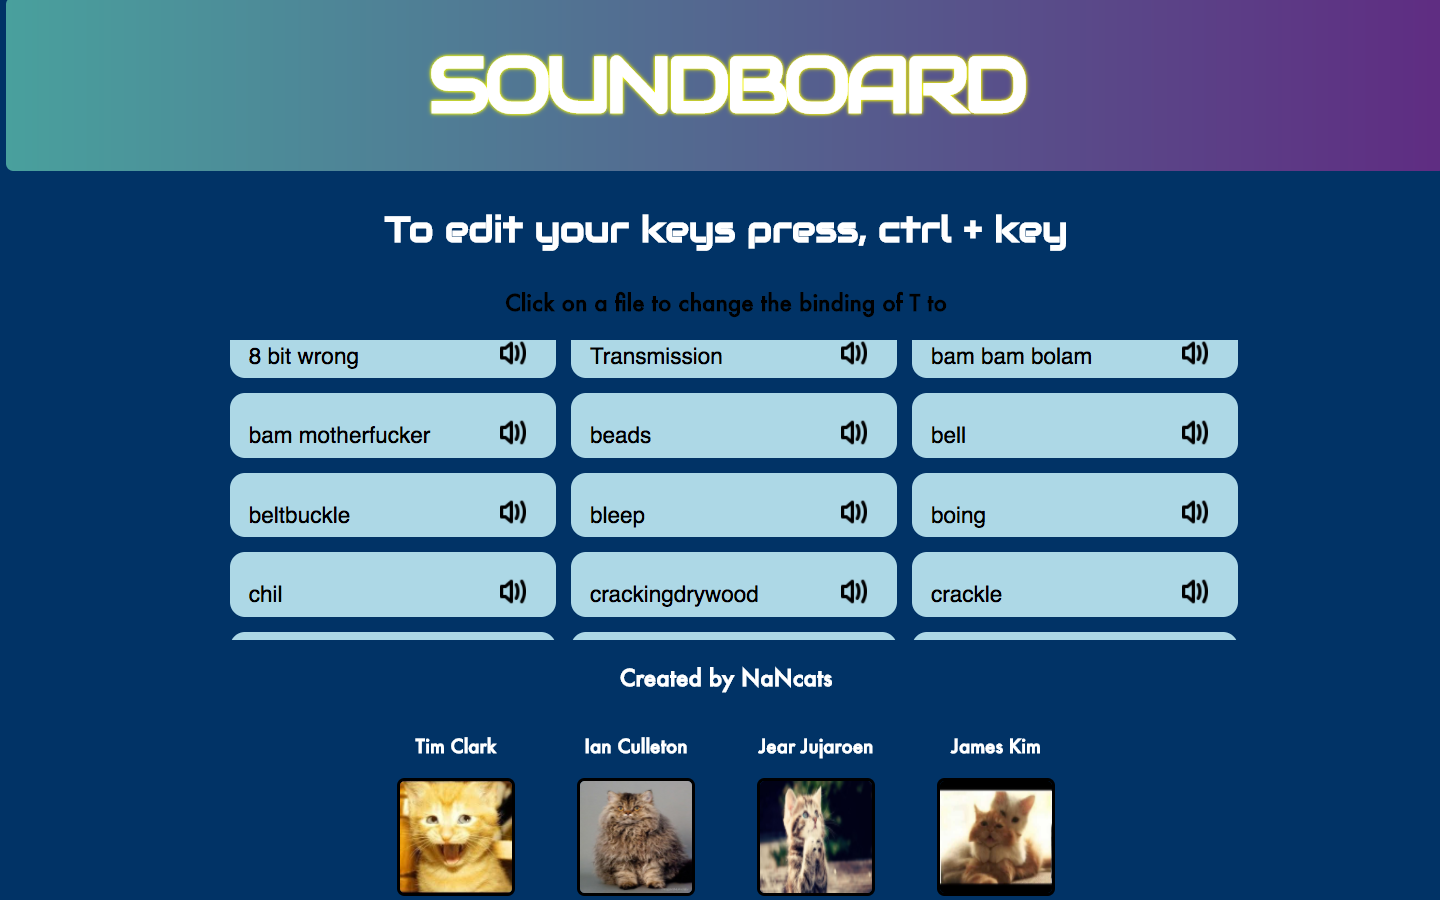 SOUNDBOARD
To edit your keys press, ctrl + key
Click on a file to change the binding of T to
8 bit wrong
Transmission
bam bam bolam
bam motherfucker
beads
bell
beltbuckle
bleep
boing
chil
crackingdrywood
crackle
Created by NaNcats
Tim Clark
Ian Culleton
Jear Jujaroen
James Kim